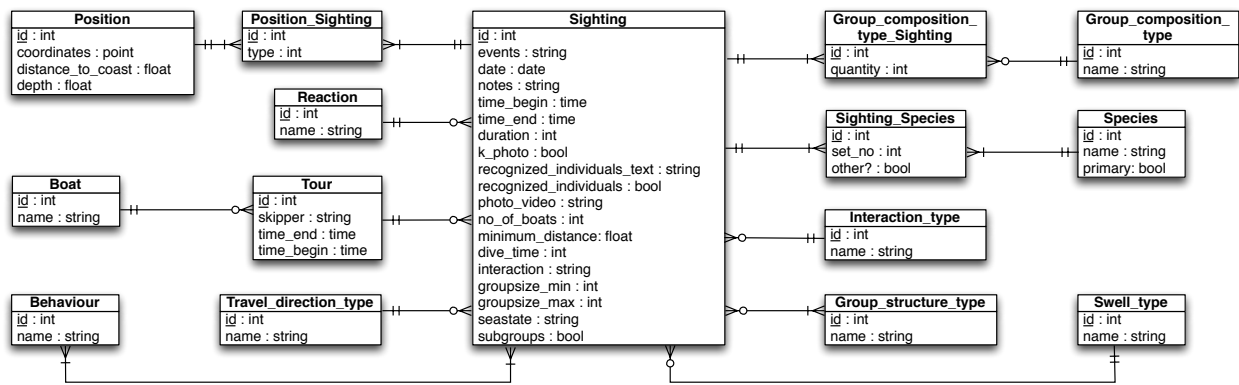 Position
id : int
coordinates : point
distance_to_coast : float
depth : float
Position_Sighting
id : int
type : int
Reaction
id : int
name : string
Boat
id : int
name : string
Tour
id : int
skipper : string
time_end : time
time_begin : time
Behaviour
id : int
name : string
Travel_direction_type
id : int
name : string
Sighting
id : int
events : string
date : date
notes : string
time_begin : time
time_end : time
duration : int
k_photo : bool
recognized_individuals_text : string
recognized_individuals : bool
photo_video : string
no_of_boats : int
minimum_distance: float
dive_time : int
interaction : string
groupsize_min : int
groupsize_max : int
seastate : string
subgroups : bool
Group_composition_
type_Sighting
id : int
quantity : int
Group_composition_
type
id : int
name : string
Sighting_Species
id : int
set_no : int
other? : bool
Species
id : int
name : string
primary: bool
Interaction_type
id : int
name : string
Group_structure_type
id : int
name : string
Swell_type
id : int
name : string